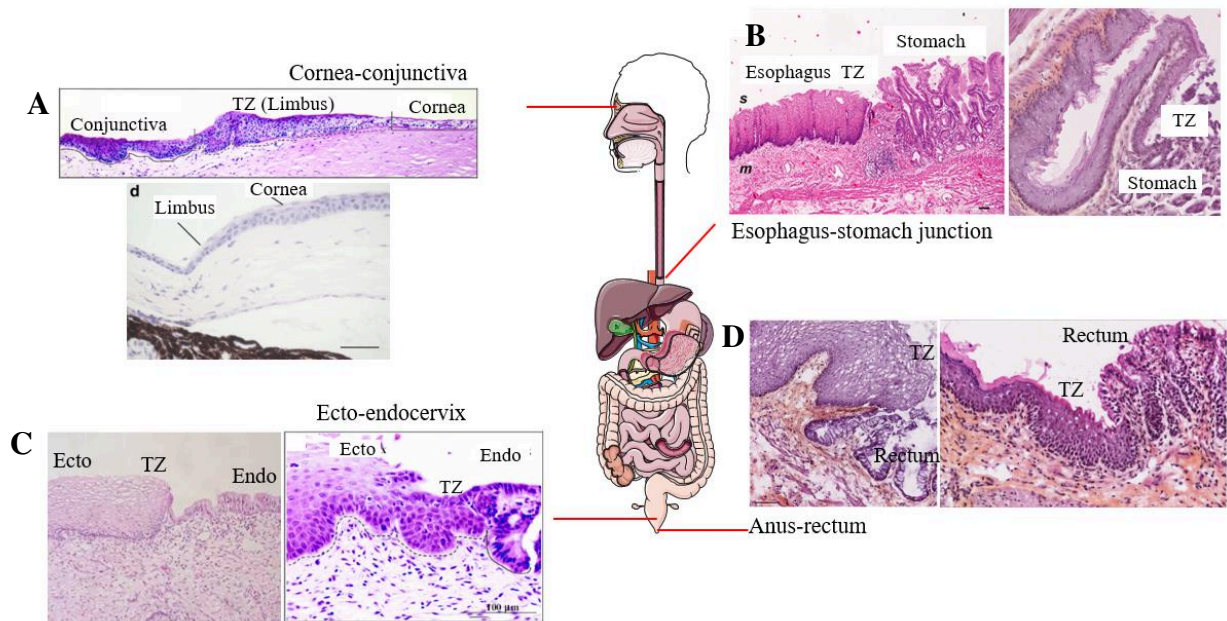 A
Cornea-conjunctiva
Conjunctiva
TZ (Limbus)
Cornea
d
Limbus
Cornea
B
Esophagus TZ
Stomach
s
m
TZ
Stomach
Esophagus-stomach junction
C
Ecto-endocervix
Ecto
TZ
Endo
Ecto
TZ
Endo
100 µm
D
TZ
Rectum
TZ
Rectum
Anus-rectum